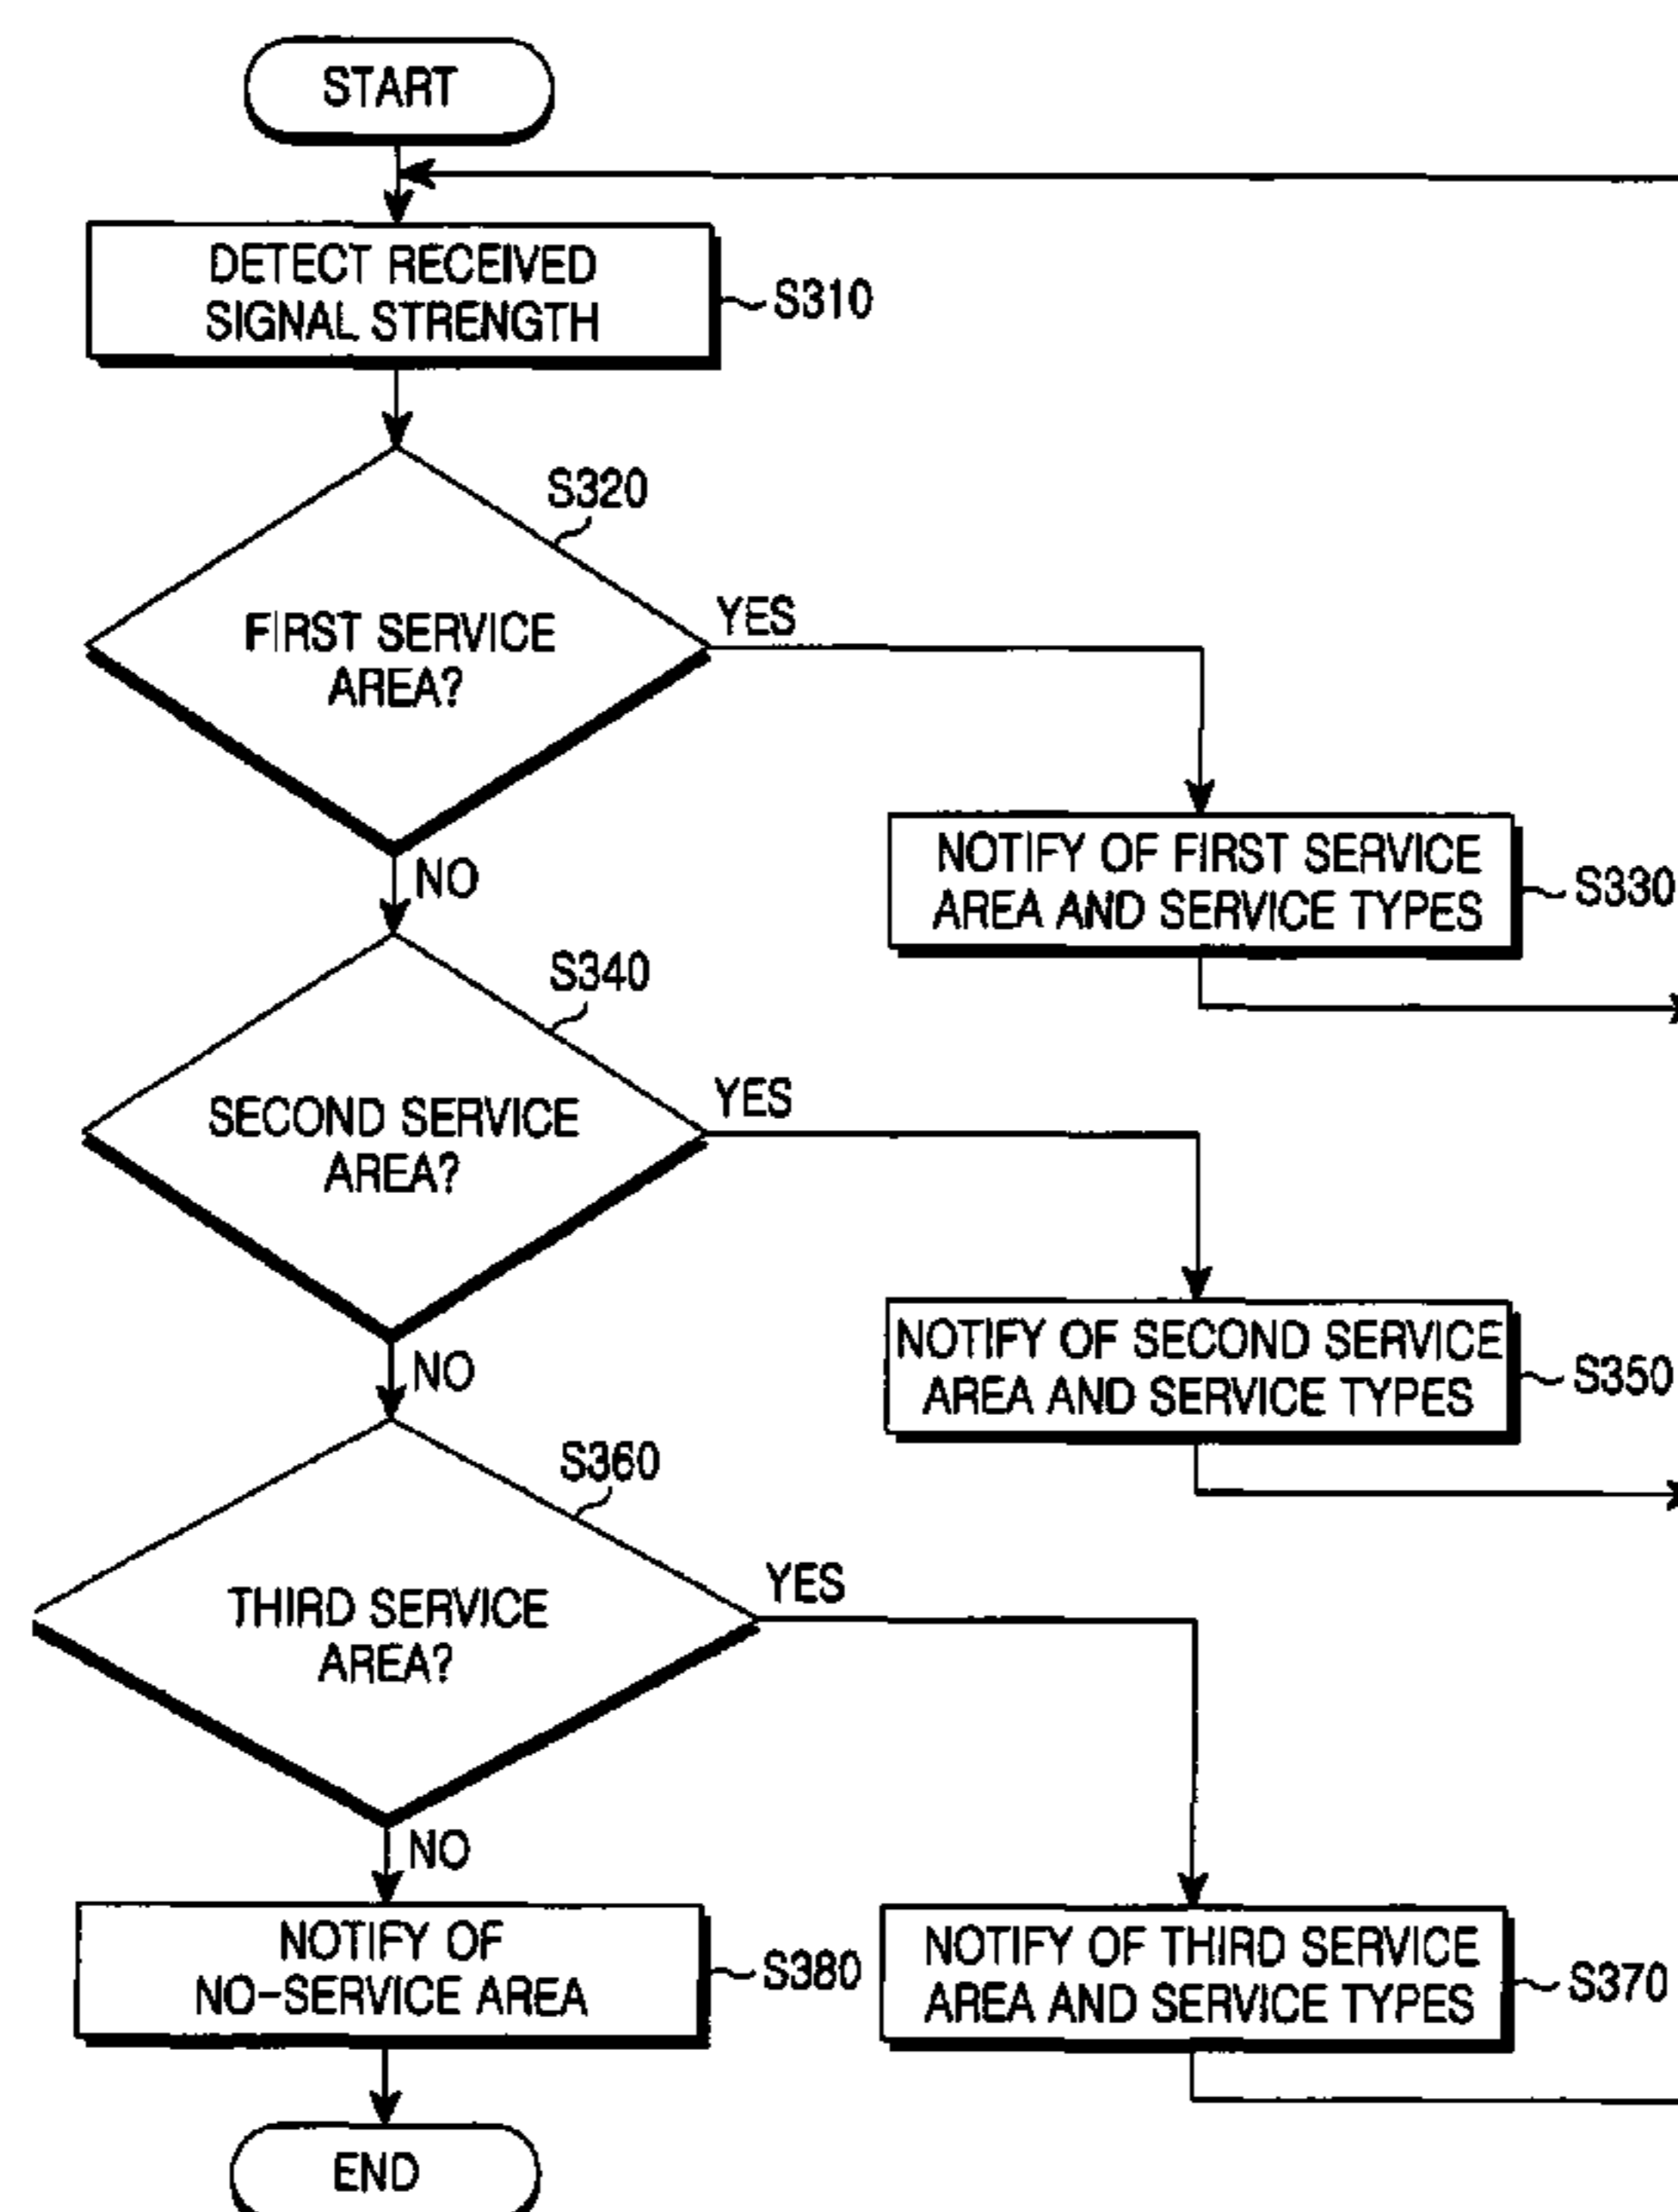 START
DETECT RECEIVED
SIGNAL STRENGTH
S310
S320
FIRST SERVICE
AREA?
YES
NO
NOTIFY OF FIRST SERVICE
AREA AND SERVICE TYPES
S330
S340
SECOND SERVICE
AREA?
YES
NO
NOTIFY OF SECOND SERVICE
AREA AND SERVICE TYPES
S350
S360
THIRD SERVICE
AREA?
YES
NO
NOTIFY OF
NO-SERVICE AREA
S380
NOTIFY OF THIRD SERVICE
AREA AND SERVICE TYPES
S370
END